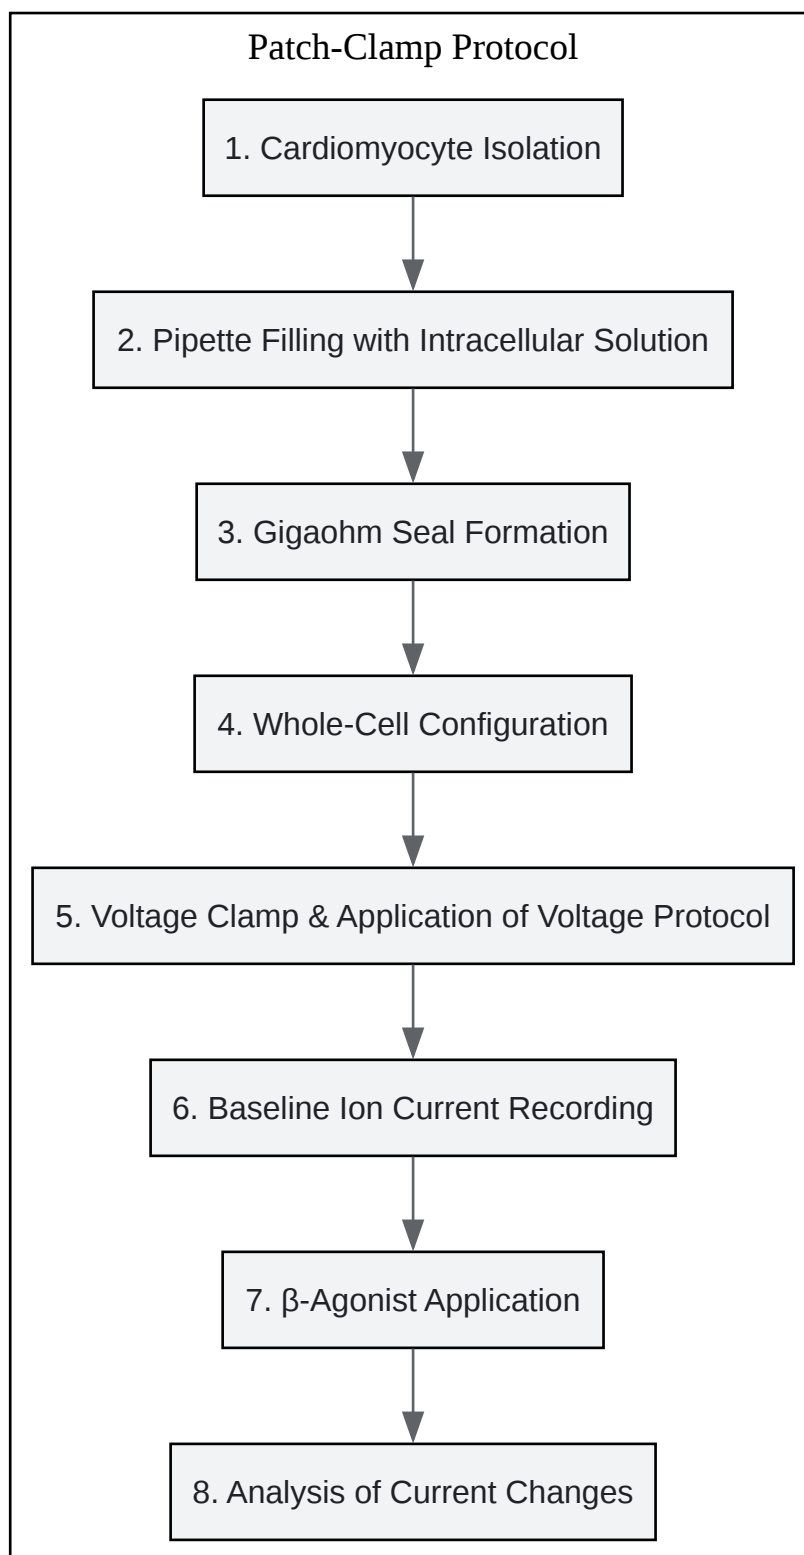 Patch-Clamp Protocol
1. Cardiomyocyte Isolation
2. Pipette Filling with Intracellular Solution
3. Gigaohm Seal Formation
4. Whole-Cell Configuration
5. Voltage Clamp & Application of Voltage Protocol
6. Baseline Ion Current Recording
7. β-Agonist Application
8. Analysis of Current Changes